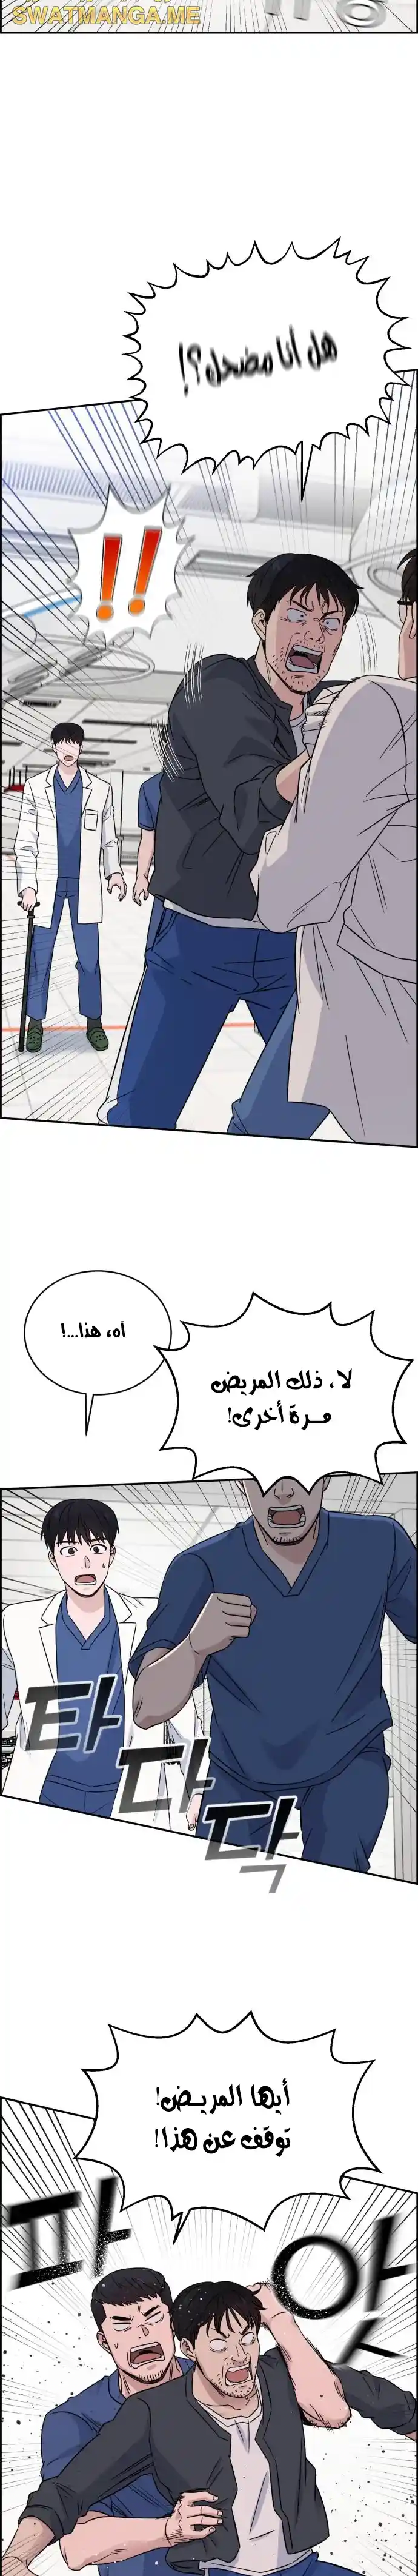 SWATMANGA.ME
هل أنا مضحك؟!
!!
آه، هذا...!
لا، ذلك المريض
مرة أخرى!
타
다
닥
أيها المريض!
توقف عن هذا!
파
악